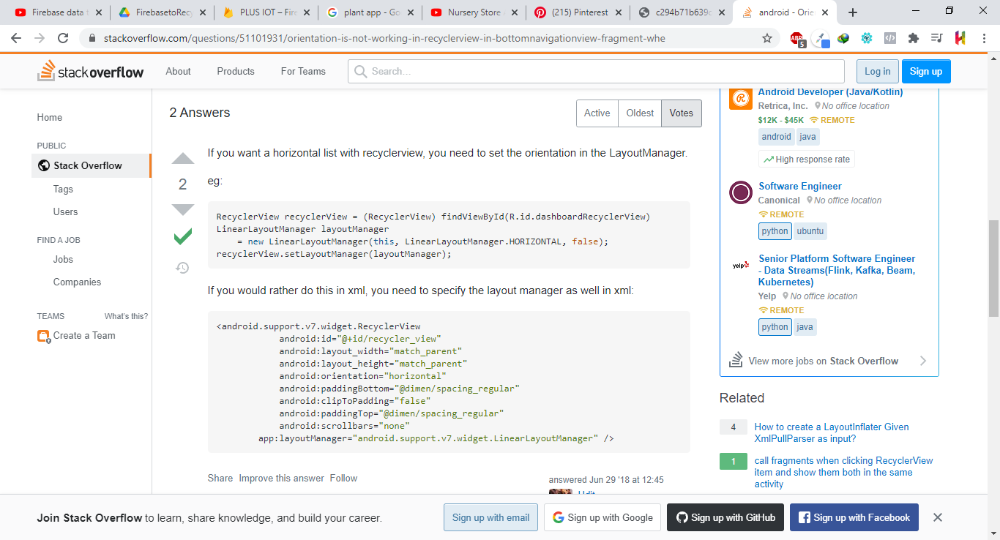 Firebase data t
FirebasetoRecy
PLUS IOT – Fire
plant app - Go
Nursery Store
(215) Pinterest
c294b71b639c
android - Orie
stackoverflow.com/questions/51101931/orientation-is-not-working-in-recyclerview-in-bottomnavigationview-fragment-whe
ABP
5
stackoverflow
About
Products
For Teams
Search...
Log in
Sign up
Home
PUBLIC
Stack Overflow
Tags
Users
FIND A JOB
Jobs
Companies
TEAMS
What's this?
Create a Team
2 Answers
Active
Oldest
Votes
2
If you want a horizontal list with recyclerview, you need to set the orientation in the LayoutManager.
eg:
RecyclerView recyclerView = (RecyclerView) findViewById(R.id.dashboardRecyclerView)
LinearLayoutManager layoutManager
= new LinearLayoutManager(this, LinearLayoutManager.HORIZONTAL, false);
recyclerView.setLayoutManager(layoutManager);
If you would rather do this in xml, you need to specify the layout manager as well in xml:
<android.support.v7.widget.RecyclerView
android:id="@+id/recycler_view"
android:layout_width="match_parent"
android:layout_height="match_parent"
android:orientation="horizontal"
android:paddingBottom="@dimen/spacing_regular"
android:clipToPadding="false"
android:paddingTop="@dimen/spacing_regular"
android:scrollbars="none"
app:layoutManager="android.support.v7.widget.LinearLayoutManager" />
Share Improve this answer Follow
answered Jun 29 '18 at 12:45
Android Developer (Java/Kotlin)
Retrica, Inc. No office location
$12K - $45K REMOTE
android java
High response rate
Software Engineer
Canonical No office location
REMOTE
python ubuntu
yelp
Senior Platform Software Engineer
- Data Streams(Flink, Kafka, Beam,
Kubernetes)
Yelp No office location
REMOTE
python java
View more jobs on Stack Overflow
Related
4 How to create a LayoutInflater Given
XmlPullParser as input?
1 call fragments when clicking RecyclerView
item and show them both in the same
activity
Join Stack Overflow to learn, share knowledge, and build your career.
Sign up with email
Sign up with Google
Sign up with GitHub
Sign up with Facebook